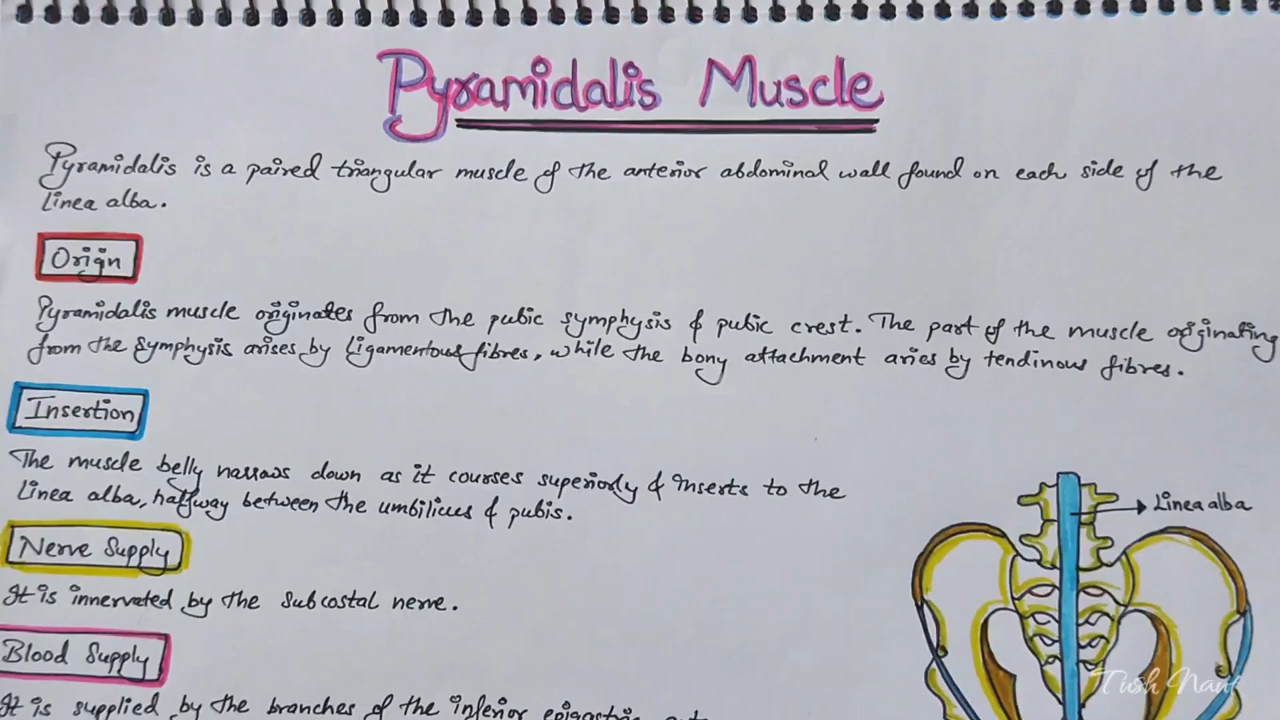 Pyramidalis Muscle
Pyramidalis is a paired triangular muscle of the anterior abdominal wall found on each side of the
linea alba.
Origin
Pyramidalis muscle originates from the pubic symphysis & pubic crest. The part of the muscle originating
from the symphysis arises by ligamentous fibres, while the bony attachment aries by tendinous fibres.
Insertion
The muscle belly narrows down as it courses superiorly & inserts to the
linea alba, halfway between the umbilicus & pubis.
Linea alba
Nerve Supply
It is innervated by the subcostal nerve.
Blood Supply
It is supplied by the branches of the inferior epigastric
Tush Naut